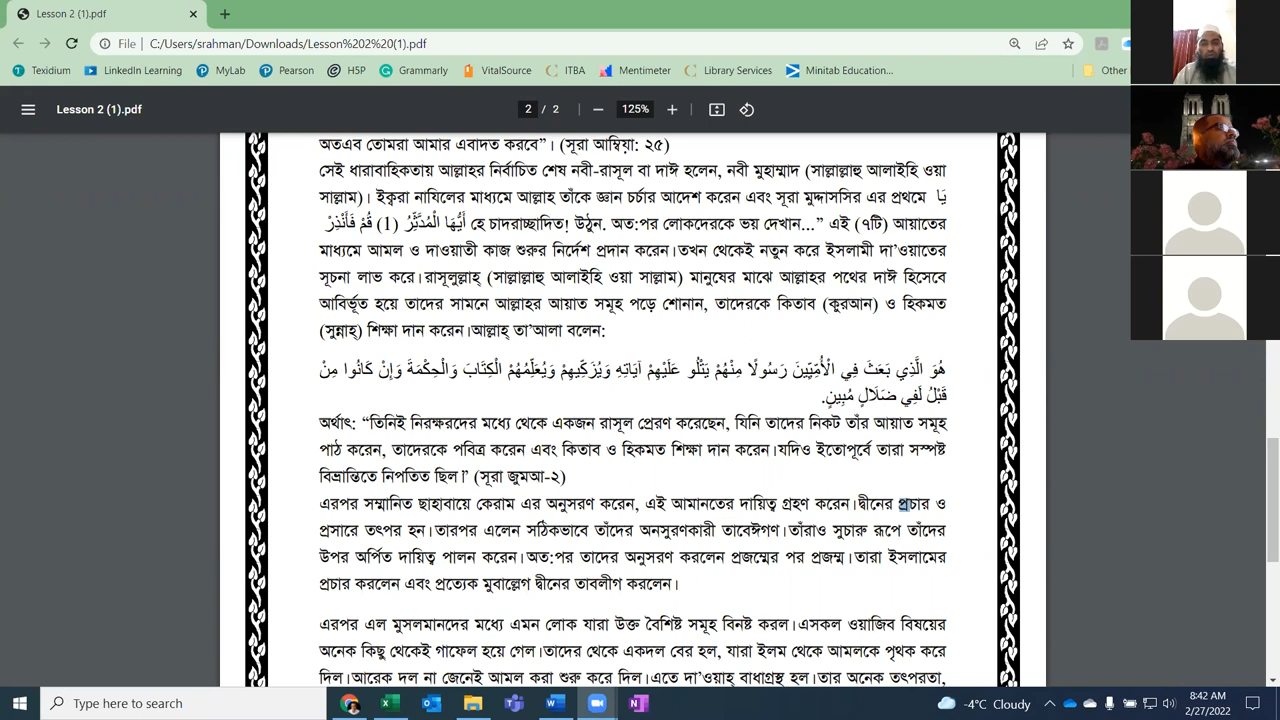 Lesson 2 (1).pdf
File C:/Users/srahman/Downloads/Lesson%202%20(1).pdf
Texidium LinkedIn Learning MyLab Pearson H5P Grammarly VitalSource ITBA Mentimeter Library Services Minitab Education... Other
Lesson 2 (1).pdf 2 / 2 125%
অতএব তোমরা আমার এবাদত করবে”। (সূরা আম্বিয়া: ২৫)
সেই ধারাবাহিকতায় আল্লাহর নির্বাচিত শেষ নবী-রাসূল বা দাঈ হলেন, নবী মুহাম্মাদ (সাল্লাল্লাহু আলাইহি ওয়া
সাল্লাম)। ইক্বরা নাযিলের মাধ্যমে আল্লাহ তাঁকে জ্ঞান চর্চার আদেশ করেন এবং সূরা মুদ্দাসসির এর প্রথমে يَا
أَيُّهَا الْمُدَّثِّرُ (1) قُمْ فَأَنْذِرْ হে চাদরাচ্ছাদিত! উঠুন. অত:পর লোকদেরকে ভয় দেখান...” এই (৭টি) আয়াতের
মাধ্যমে আমল ও দাওয়াতী কাজ শুরুর নির্দেশ প্রদান করেন।তখন থেকেই নতুন করে ইসলামী দা’ওয়াতের
সূচনা লাভ করে। রাসূলুল্লাহ্ (সাল্লাল্লাহু আলাইহি ওয়া সাল্লাম) মানুষের মাঝে আল্লাহর পথের দাঈ হিসেবে
আবির্ভূত হয়ে তাদের সামনে আল্লাহর আয়াত সমূহ পড়ে শোনান, তাদেরকে কিতাব (কুরআন) ও হিকমত
(সুন্নাহ্) শিক্ষা দান করেন।আল্লাহ্ তা’আলা বলেন:
هُوَ الَّذِي بَعَثَ فِي الْأُمِّيِّينَ رَسُولًا مِنْهُمْ يَتْلُو عَلَيْهِمْ آيَاتِهِ وَيُزَكِّيهِمْ وَيُعَلِّمُهُمُ الْكِتَابَ وَالْحِكْمَةَ وَإِنْ كَانُوا مِنْ
قَبْلُ لَفِي ضَلَالٍ مُبِينٍ.
অর্থাৎ: “তিনিই নিরক্ষরদের মধ্যে থেকে একজন রাসূল প্রেরণ করেছেন, যিনি তাদের নিকট তাঁর আয়াত সমূহ
পাঠ করেন, তাদেরকে পবিত্র করেন এবং কিতাব ও হিকমত শিক্ষা দান করেন।যদিও ইতোপূর্বে তারা সস্পষ্ট
বিভ্রান্তিতে নিপতিত ছিল।” (সূরা জুমআ-২)
এরপর সম্মানিত ছাহাবায়ে কেরাম এর অনুসরণ করেন, এই আমানতের দায়িত্ব গ্রহণ করেন।দ্বীনের প্রচার ও
প্রসারে তৎপর হন।তারপর এলেন সঠিকভাবে তাঁদের অনসুরণকারী তাবেঈগণ।তাঁরাও সুচারু রূপে তাঁদের
উপর অর্পিত দায়িত্ব পালন করেন।অত:পর তাদের অনুসরণ করলেন প্রজম্মের পর প্রজম্ম।তারা ইসলামের
প্রচার করলেন এবং প্রত্যেক মুবাল্লেগ দ্বীনের তাবলীগ করলেন।
এরপর এল মুসলমানদের মধ্যে এমন লোক যারা উক্ত বৈশিষ্ট সমূহ বিনষ্ট করল।এসকল ওয়াজিব বিষয়ের
অনেক কিছু থেকেই গাফেল হয়ে গেল।তাদের থেকে একদল বের হল, যারা ইলম থেকে আমলকে পৃথক করে
দিল।আরেক দল না জেনেই আমল করা শুরু করে দিল।এতে দা’ওয়াহ্ বাধাগ্রস্থ হল।তার অনেক তৎপরতা,
Type here to search
-4°C Cloudy
8:42 AM
2/27/2022